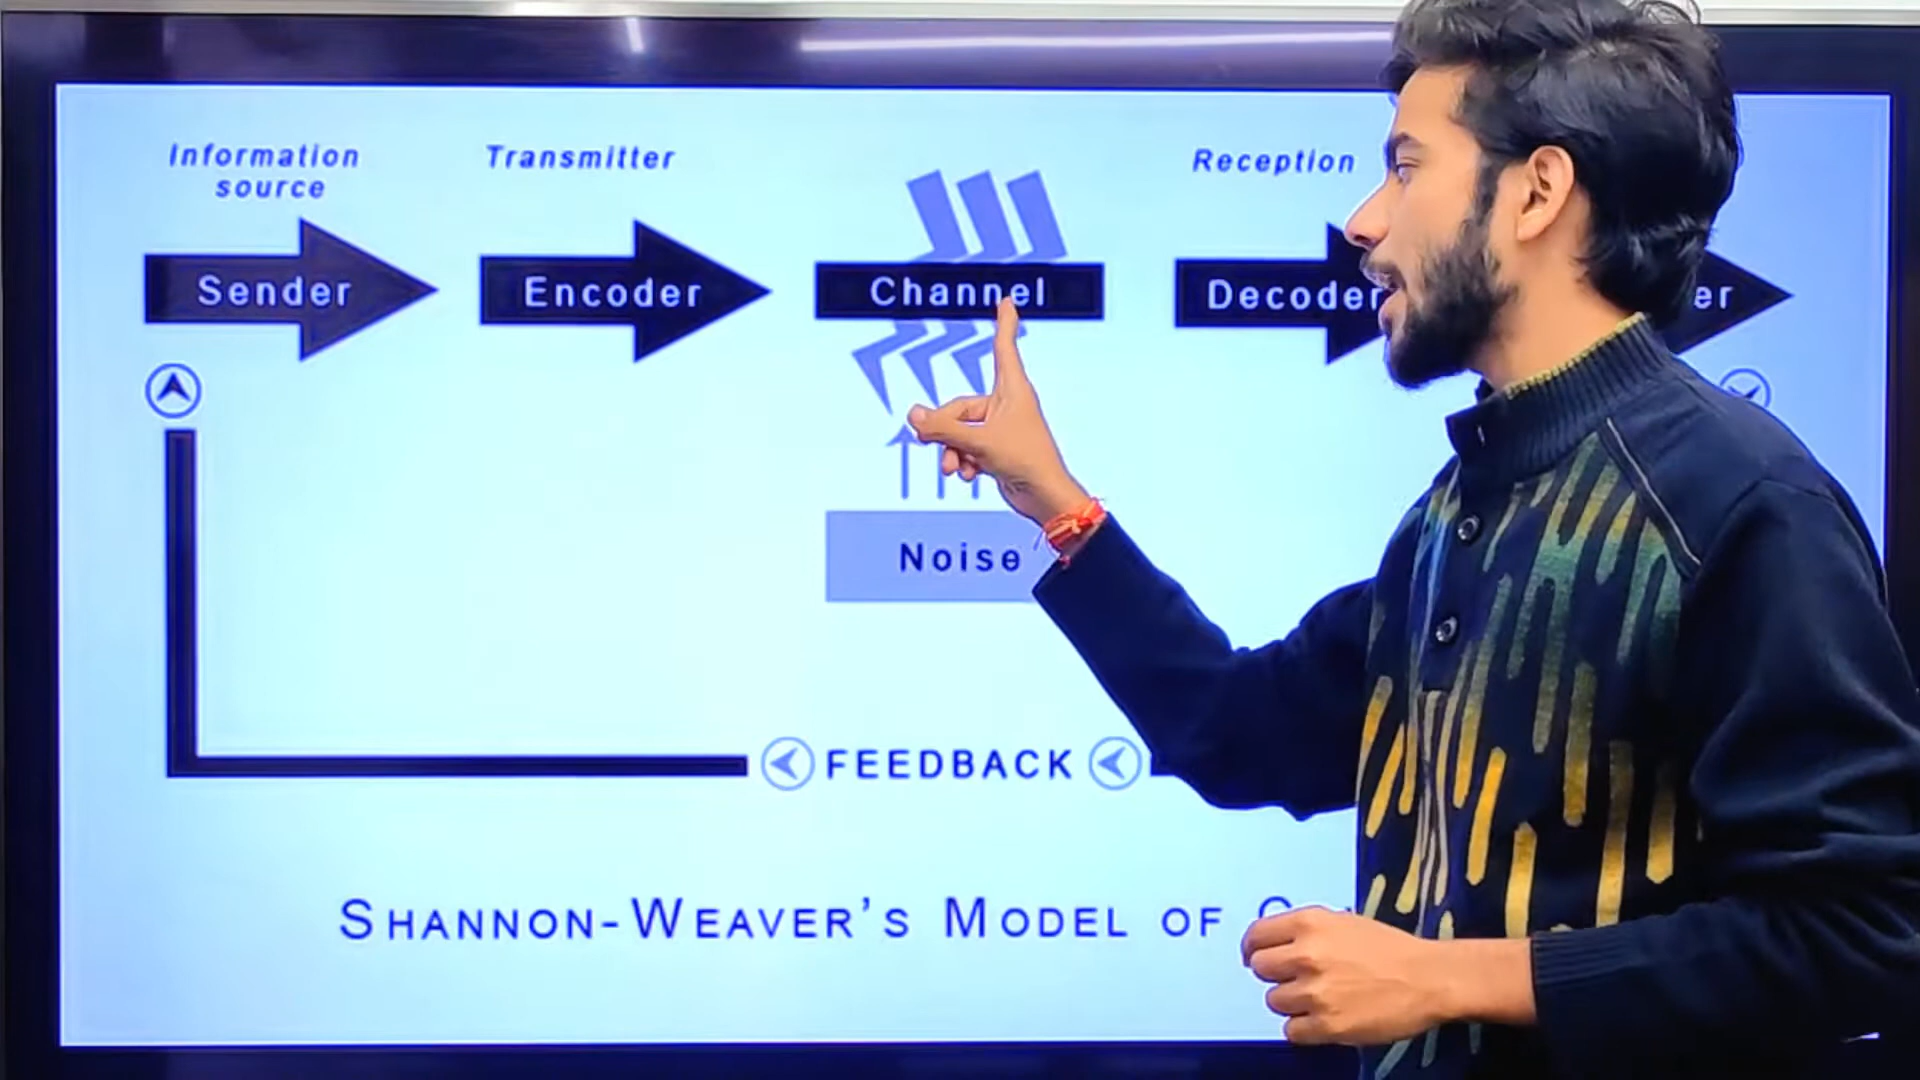 Information
source
Transmitter
Reception
Sender
Encoder
Channel
Decoder
Noise
FEEDBACK
SHANNON-WEAVER'S MODEL OF